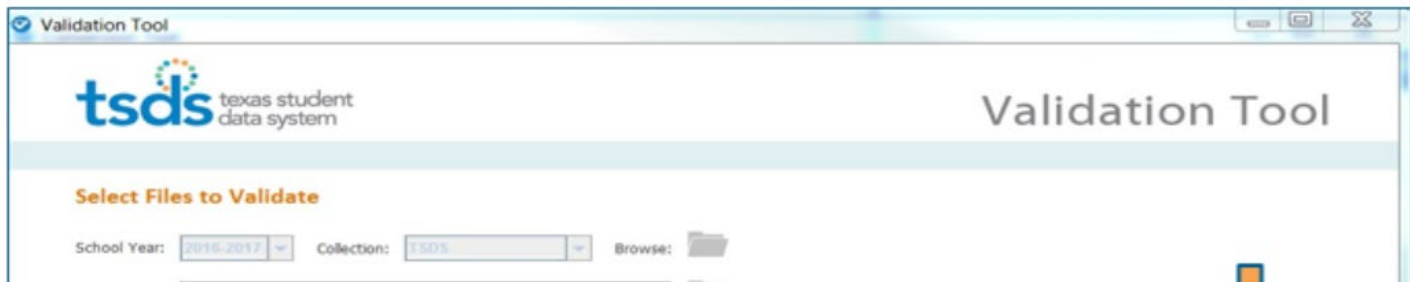 Validation Tool
tsds texas student
data system
Validation Tool
Select Files to Validate
School Year: 2016-2017 Collection: TSDS Browse: